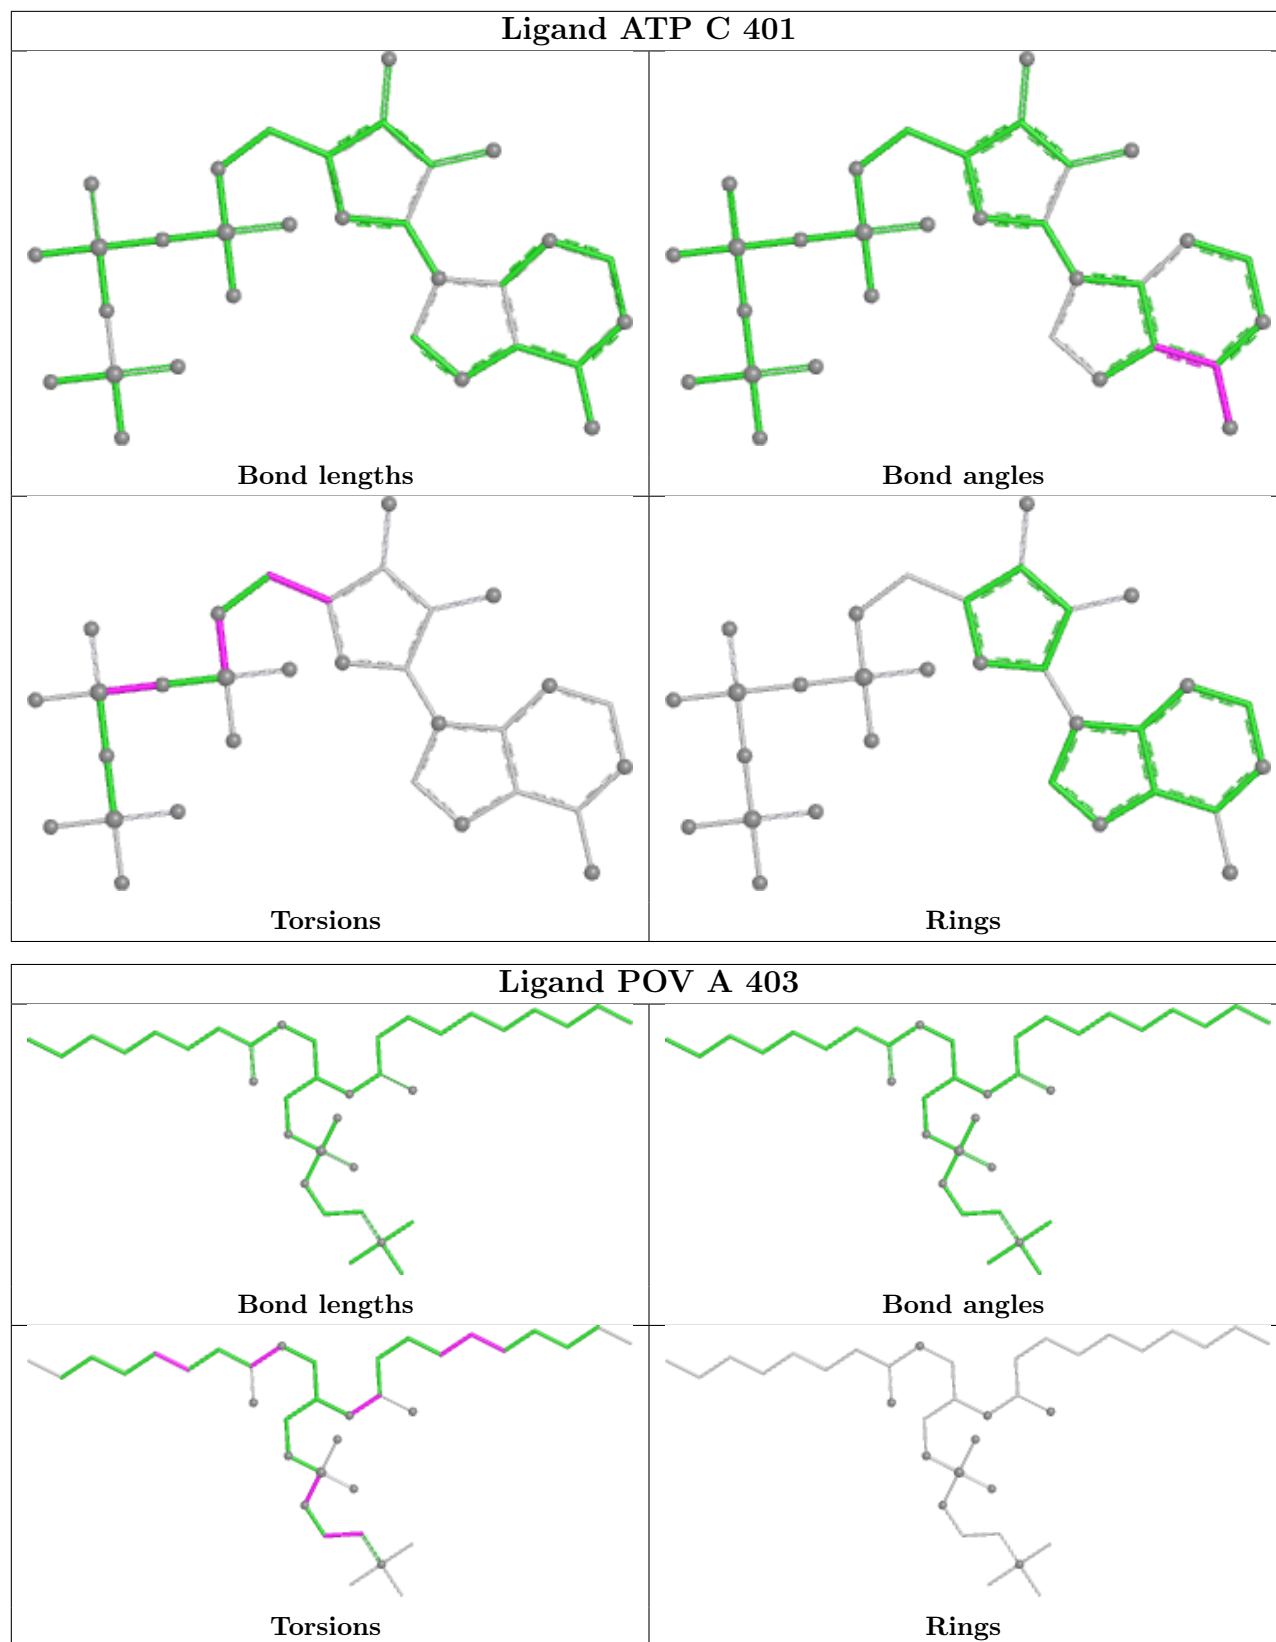 Ligand ATP C 401
Bond lengths
Bond angles
Torsions
Rings
Ligand POV A 403
Bond lengths
Bond angles
Torsions
Rings